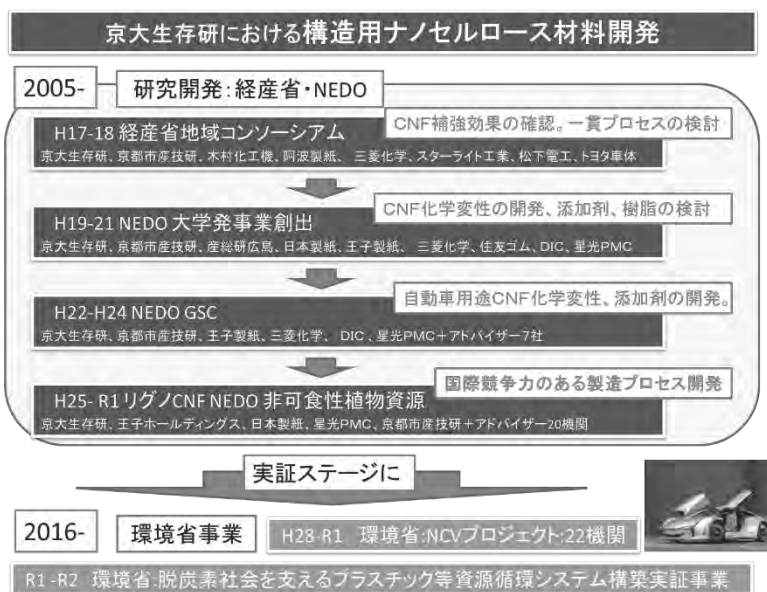 京大生存研における構造用ナノセルロース材料開発
2005-
研究開発：経産省・NEDO
H17-18 経産省地域コンソーシアム
CNF補強効果の確認。一貫プロセスの検討
京大生存研、京都市産技研、木村化工機、阿波製紙、 三菱化学、スターライト工業、松下電工、トヨタ車体
H19-21 NEDO 大学発事業創出
CNF化学変性の開発、添加剤、樹脂の検討
京大生存研、京都市産技研、産総研広島、日本製紙、王子製紙、 三菱化学、住友ゴム、DIC、星光PMC
自動車用途CNF化学変性、添加剤の開発。
H22-H24 NEDO GSC
京大生存研、京都市産技研、王子製紙、三菱化学、 DIC 、星光PMC＋アドバイザー7社
国際競争力のある製造プロセス開発
H25- R1 リグノCNF NEDO 非可食性植物資源
京大生存研、王子ホールディングス、日本製紙、星光PMC、京都市産技研＋アドバイザー20機関
実証ステージに
2016-
環境省事業
H28-R1 環境省:NCVプロジェクト:22機関
R1 -R2 環境省:脱炭素社会を支えるプラスチック等資源循環システム構築実証事業